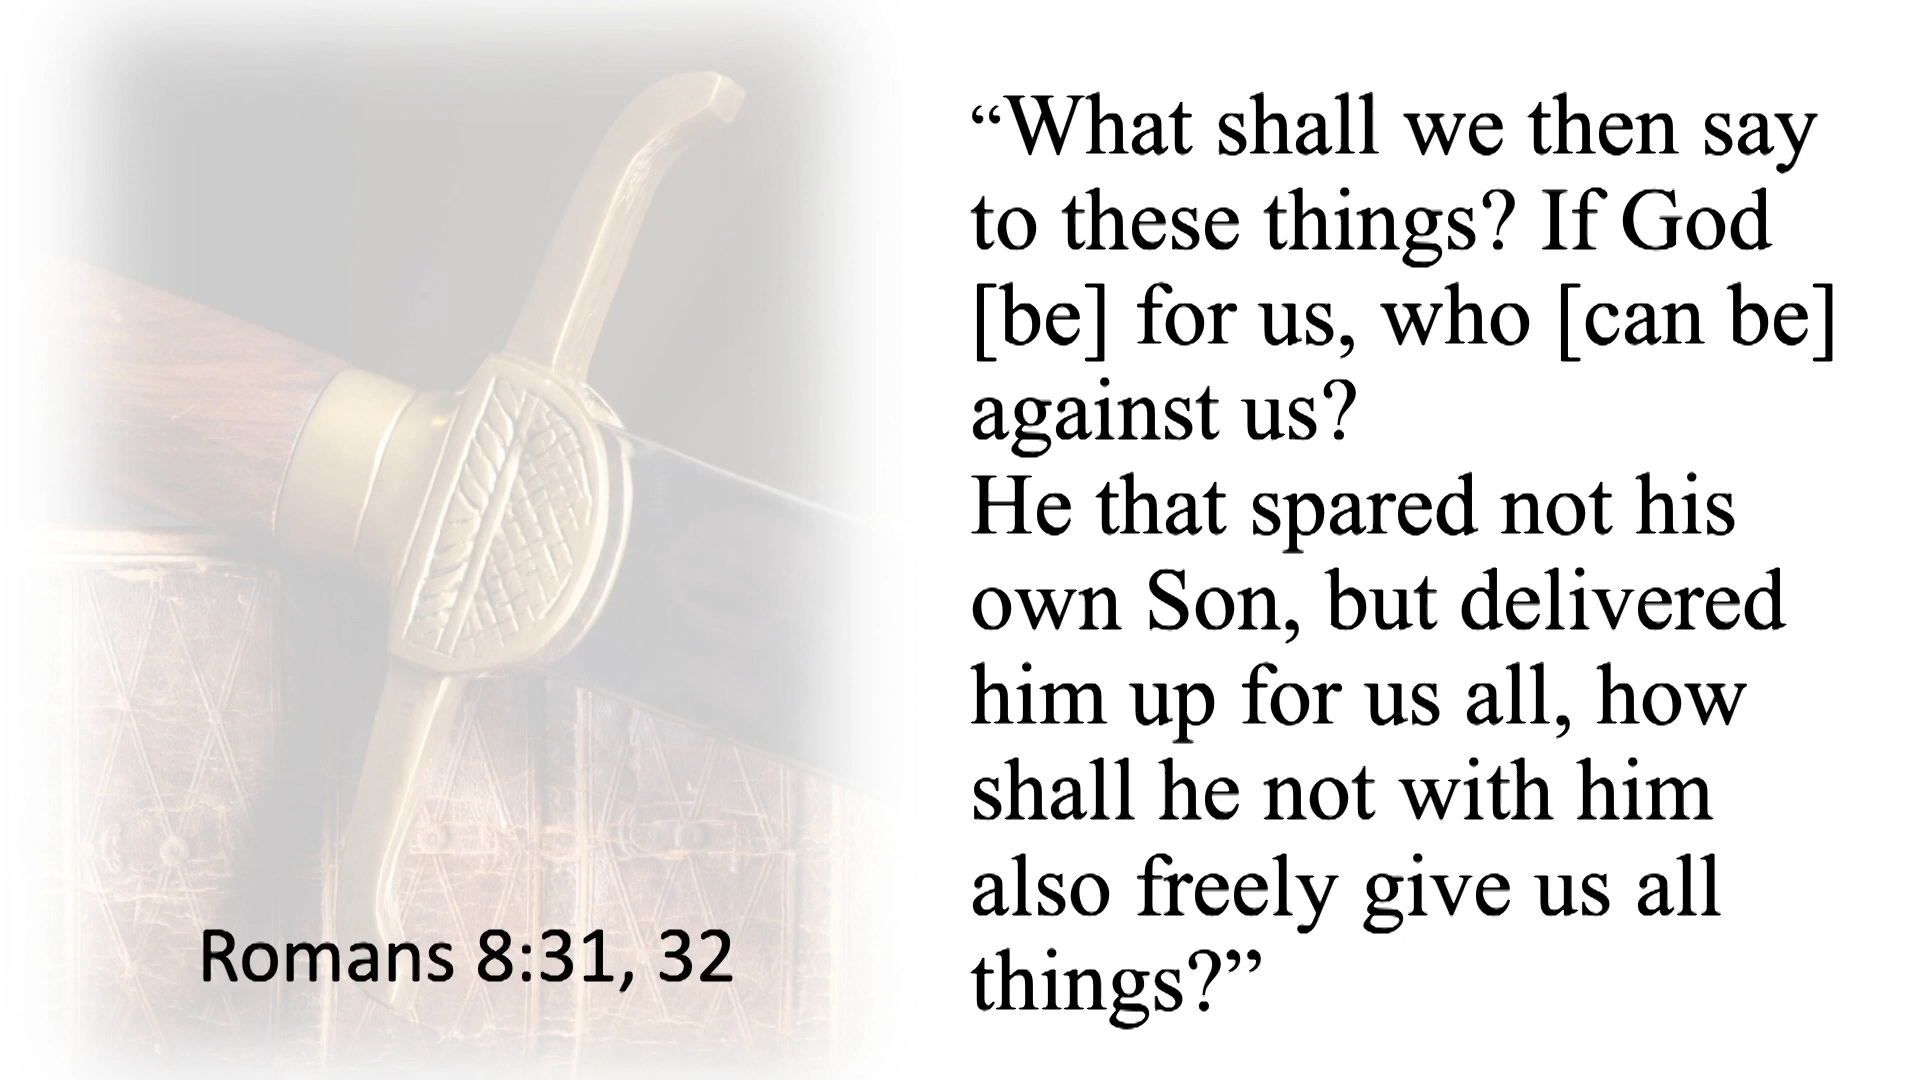 “What shall we then say
to these things? If God
[be] for us, who [can be]
against us?
He that spared not his
own Son, but delivered
him up for us all, how
shall he not with him
also freely give us all
things?”
Romans 8:31, 32